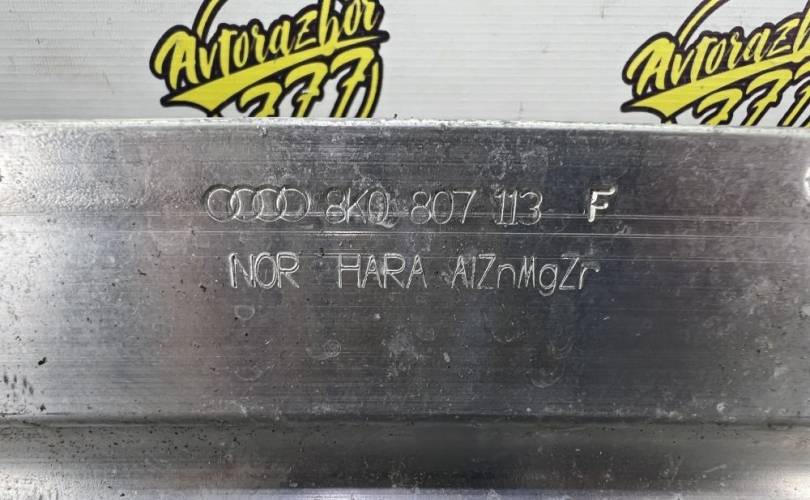 Avtorazbor 777 Avtorazbor 777
8K0 807 113 F
NOR HARA AlZnMgZr